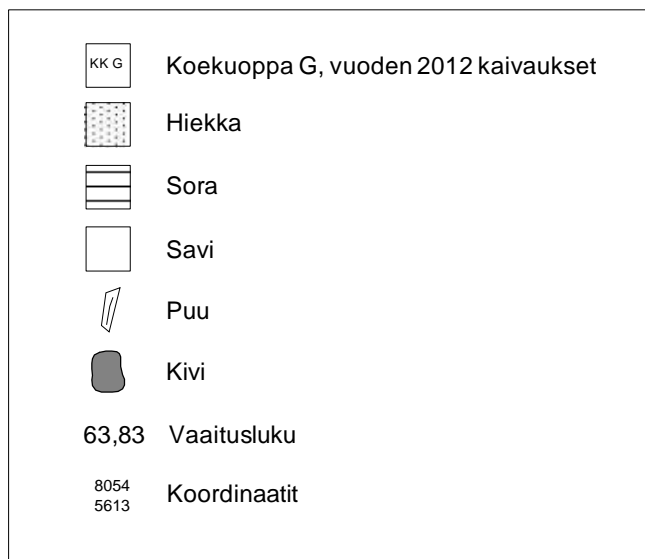 KK G Koekuoppa G, vuoden 2012 kaivaukset
Hiekka
Sora
Savi
Puu
Kivi
63,83 Vaaitusluku
8054
5613 Koordinaatit